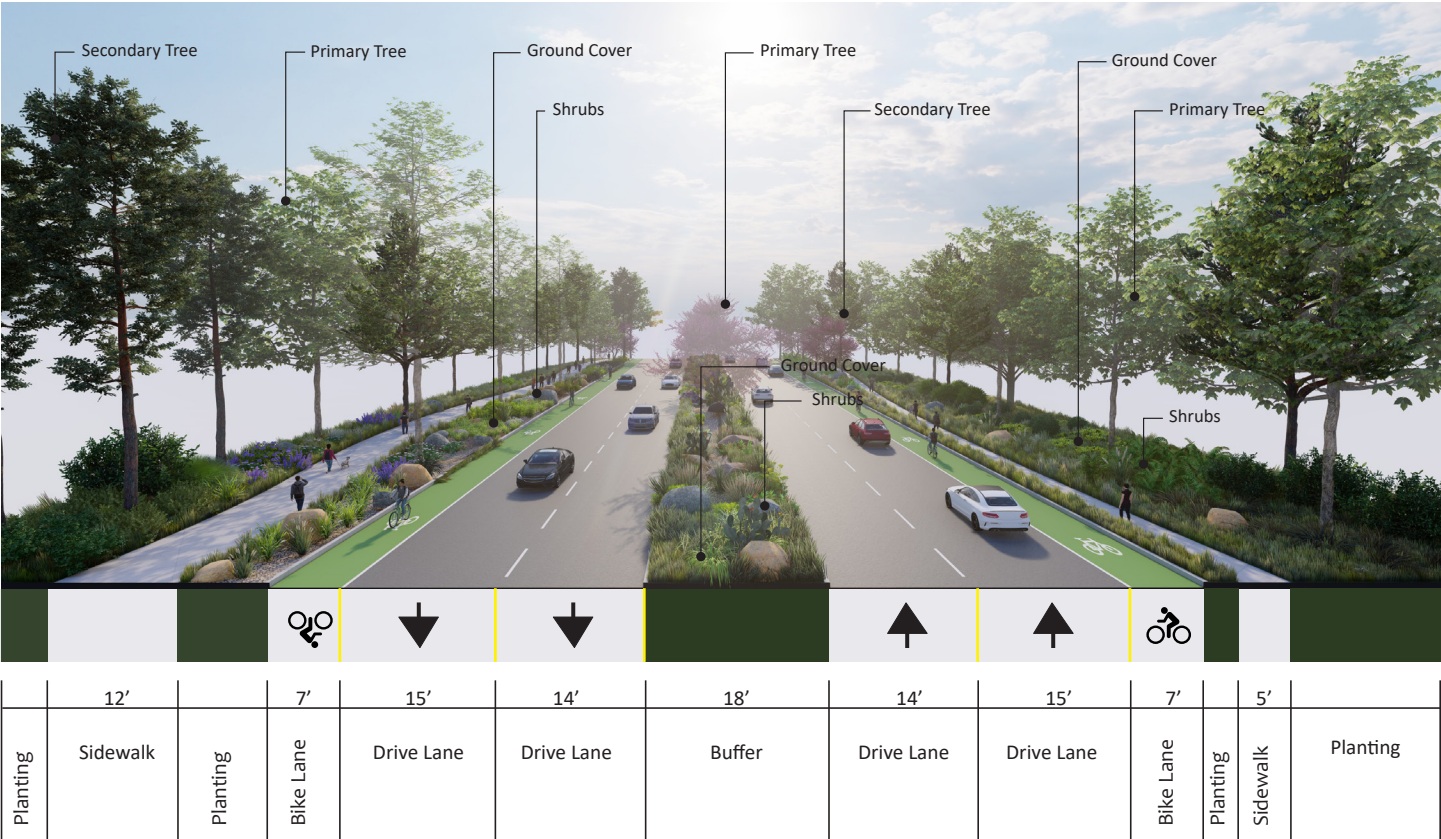 Secondary Tree
Primary Tree
Ground Cover
Primary Tree
Ground Cover
Shrubs
Secondary Tree
Primary Tree
Ground Cover
Shrubs
Shrubs
12’
7’
15’
14’
18’
14’
15’
7’
5’
Planting
Sidewalk
Planting
Bike Lane
Drive Lane
Drive Lane
Buffer
Drive Lane
Drive Lane
Bike Lane
Planting
Sidewalk
Planting